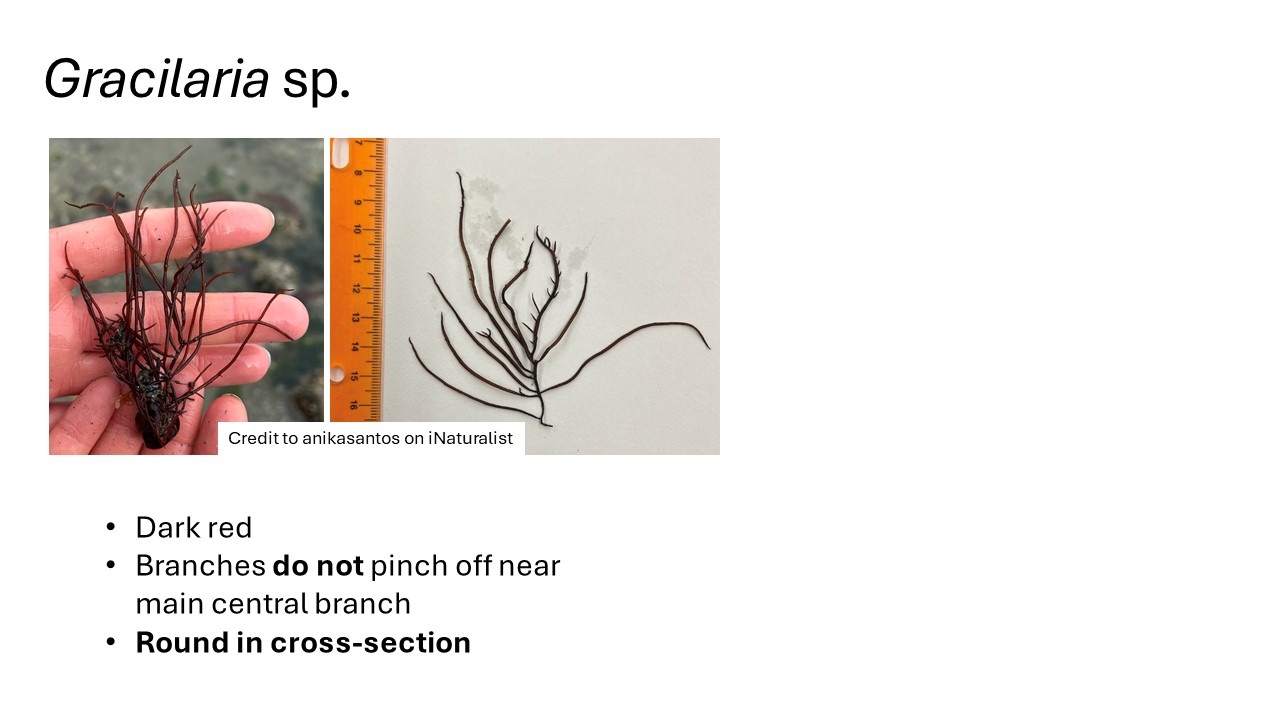 Gracilaria sp.
7
8
9
10
11
12
13
14
15
16
Credit to anikasantos on iNaturalist
• Dark red
• Branches do not pinch off near
main central branch
• Round in cross-section